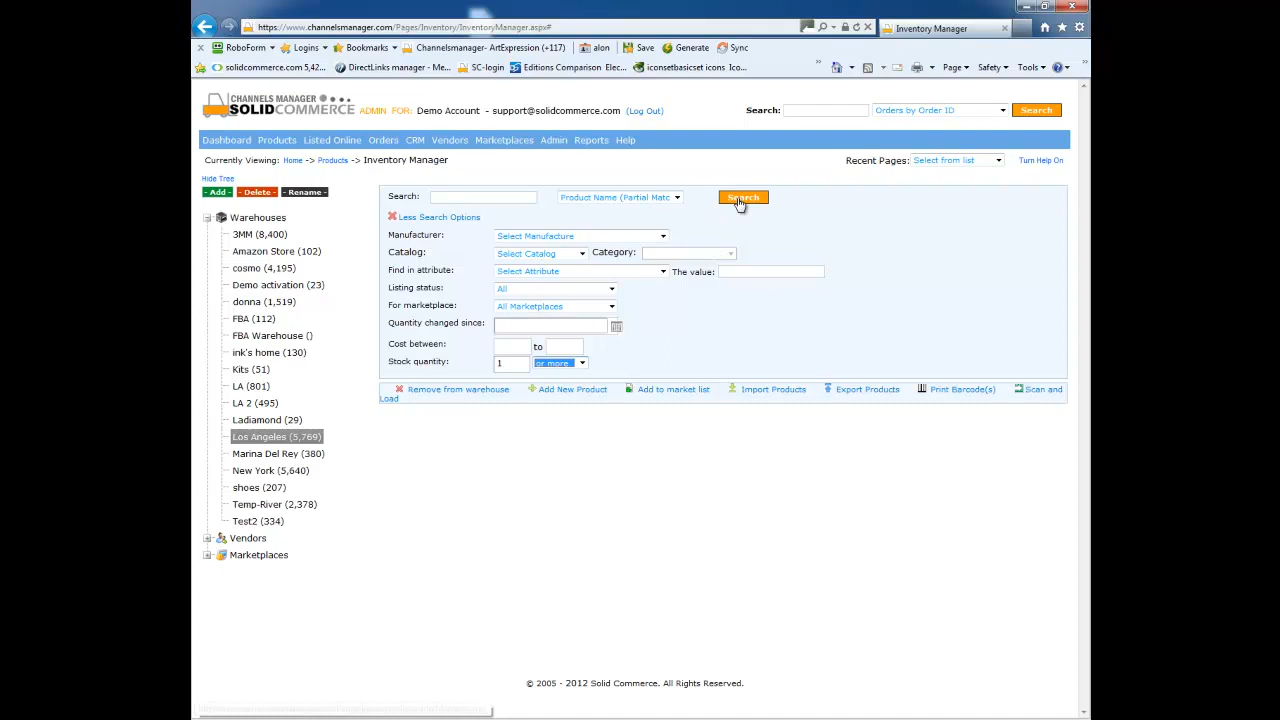 https://www.channelsmanager.com/Pages/Inventory/InventoryManager.aspx#
Inventory Manager
RoboForm Logins Bookmarks Channelsmanager- ArtExpression (+117) alon Save Generate Sync
solidcommerce.com 5,42... DirectLinks manager - Me... SC-login Editions Comparison Elec... iconsetbasicset icons Ico... Page Safety Tools
CHANNELS MANAGER
SOLIDCOMMERCE
ADMIN FOR: Demo Account - support@solidcommerce.com (Log Out)
Search: Orders by Order ID Search
Dashboard Products Listed Online Orders CRM Vendors Marketplaces Admin Reports Help
Currently Viewing: Home -> Products -> Inventory Manager
Recent Pages: Select from list Turn Help On
Hide Tree
- Add - - Delete - - Rename -
Warehouses
3MM (8,400)
Amazon Store (102)
cosmo (4,195)
Demo activation (23)
donna (1,519)
FBA (112)
FBA Warehouse ()
ink's home (130)
Kits (51)
LA (801)
LA 2 (495)
Ladiamond (29)
Los Angeles (5,769)
Marina Del Rey (380)
New York (5,640)
shoes (207)
Temp-River (2,378)
Test2 (334)
Vendors
Marketplaces
Search: Product Name (Partial Matc Search
Less Search Options
Manufacturer: Select Manufacture
Catalog: Select Catalog Category:
Find in attribute: Select Attribute The value:
Listing status: All
For marketplace: All Marketplaces
Quantity changed since:
Cost between: to
Stock quantity: 1 or more
Remove from warehouse Add New Product Add to market list Import Products Export Products Print Barcode(s) Scan and
Load
© 2005 - 2012 Solid Commerce. All Rights Reserved.